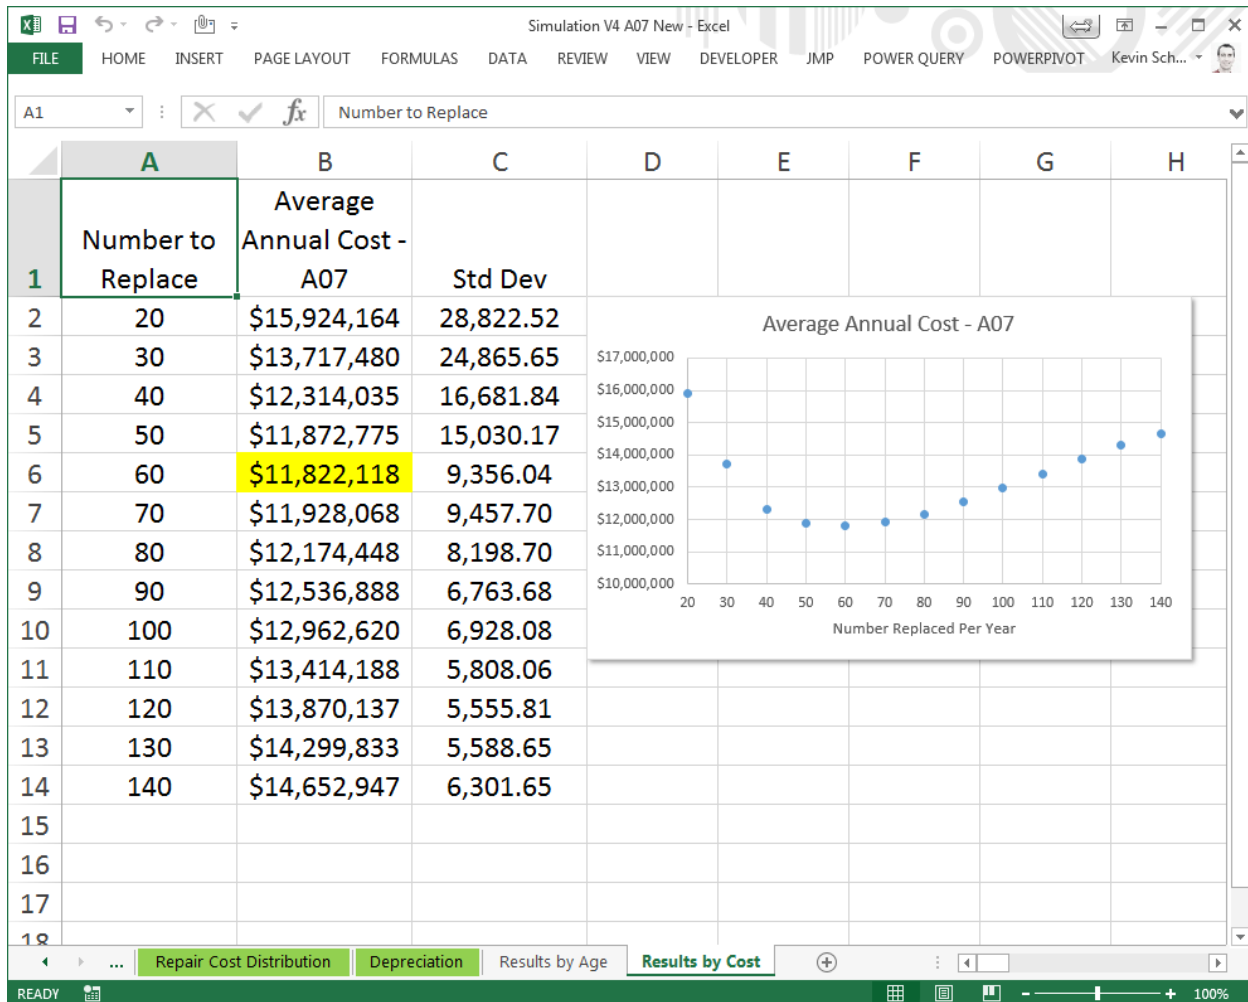 Simulation V4 A07 New - Excel
FILE HOME INSERT PAGE LAYOUT FORMULAS DATA REVIEW VIEW DEVELOPER JMP POWER QUERY POWERPIVOT Kevin Sch...
A1 fx Number to Replace
A B C D E F G H
Average
Number to Annual Cost -
1 Replace A07 Std Dev
2 20 $15,924,164 28,822.52
3 30 $13,717,480 24,865.65
4 40 $12,314,035 16,681.84
5 50 $11,872,775 15,030.17
6 60 $11,822,118 9,356.04
7 70 $11,928,068 9,457.70
8 80 $12,174,448 8,198.70
9 90 $12,536,888 6,763.68
10 100 $12,962,620 6,928.08
11 110 $13,414,188 5,808.06
12 120 $13,870,137 5,555.81
13 130 $14,299,833 5,588.65
14 140 $14,652,947 6,301.65
15
16
17
18
Average Annual Cost - A07
$17,000,000
$16,000,000
$15,000,000
$14,000,000
$13,000,000
$12,000,000
$11,000,000
$10,000,000
20 30 40 50 60 70 80 90 100 110 120 130 140
Number Replaced Per Year
... Repair Cost Distribution Depreciation Results by Age Results by Cost
READY 100%